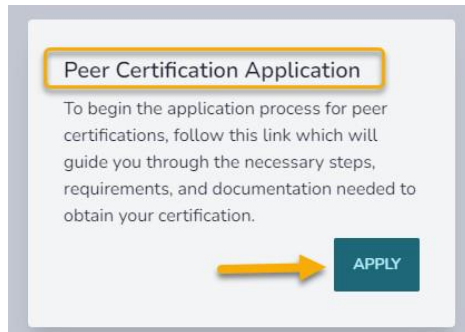 Peer Certification Application
To begin the application process for peer
certifications, follow this link which will
guide you through the necessary steps,
requirements, and documentation needed to
obtain your certification.
APPLY